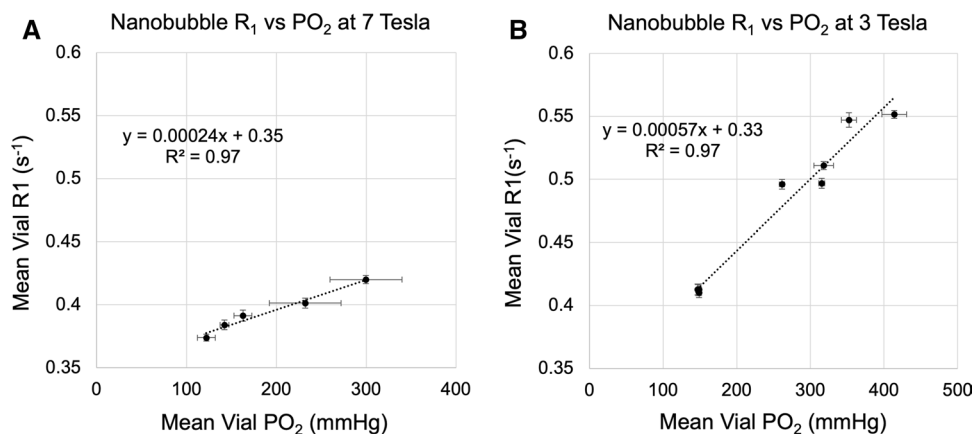 A
Nanobubble R₁ vs PO₂ at 7 Tesla
0.6
0.55
0.5
0.45
0.4
0.35
y = 0.00024x + 0.35
R² = 0.97
Mean Vial R1 (s⁻¹)
0
100
200
300
400
Mean Vial PO₂ (mmHg)
B
Nanobubble R₁ vs PO₂ at 3 Tesla
0.6
0.55
0.5
0.45
0.4
0.35
y = 0.00057x + 0.33
R² = 0.97
Mean Vial R1(s⁻¹)
0
100
200
300
400
500
Mean Vial PO₂ (mmHg)